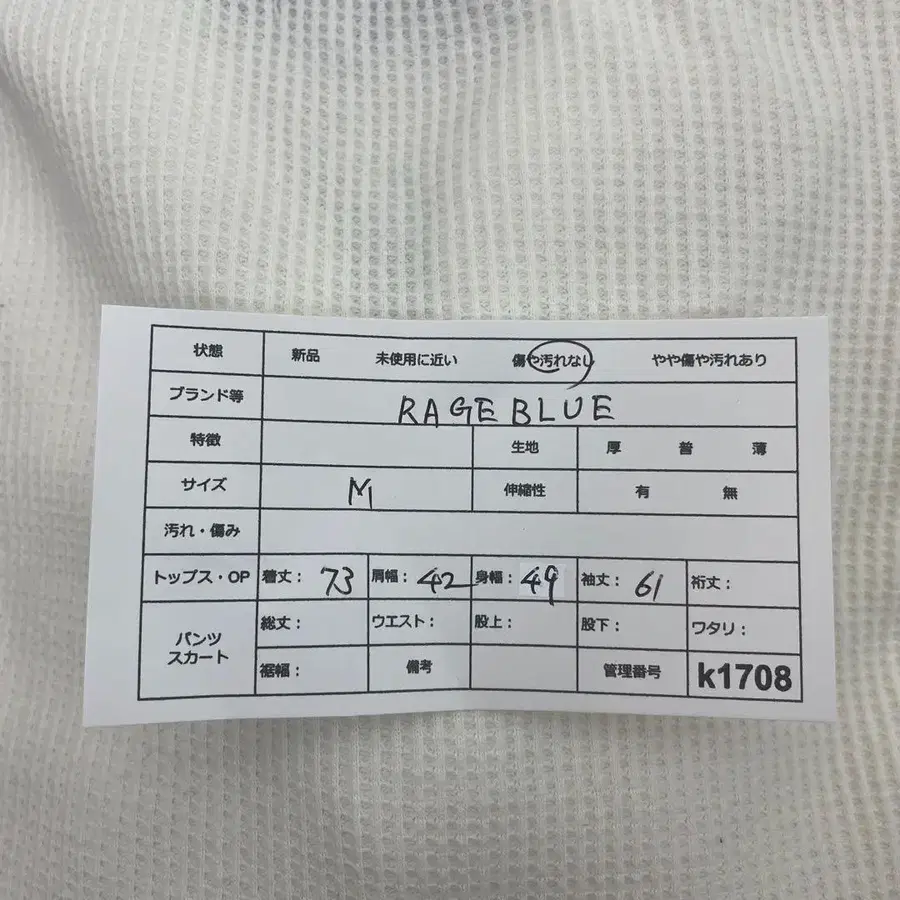 状態 新品 未使用に近い 傷や汚れなし やや傷や汚れあり
ブランド等 RAGE BLUE
特徴 生地 厚 普 薄
サイズ M 伸縮性 有 無
汚れ・傷み
トップス・OP 着丈: 73 肩幅: 42 身幅: 49 袖丈: 61 裄丈:
パンツ スカート 総丈: ウエスト: 股上: 股下: ワタリ:
裾幅: 備考 管理番号 k1708